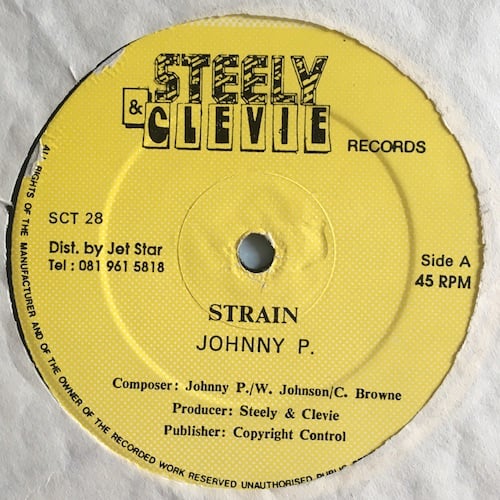 STEELY
& CLEVIE
RECORDS
SCT 28
Dist. by Jet Star
Tel : 081 961 5818
Side A
45 RPM
STRAIN
JOHNNY P.
Composer: Johnny P./W. Johnson/C. Browne
Producer: Steely & Clevie
Publisher: Copyright Control
ALL RIGHTS OF THE MANUFACTURER AND OF THE OWNER OF THE RECORDED WORK RESERVED UNAUTHORISED PUBLIC